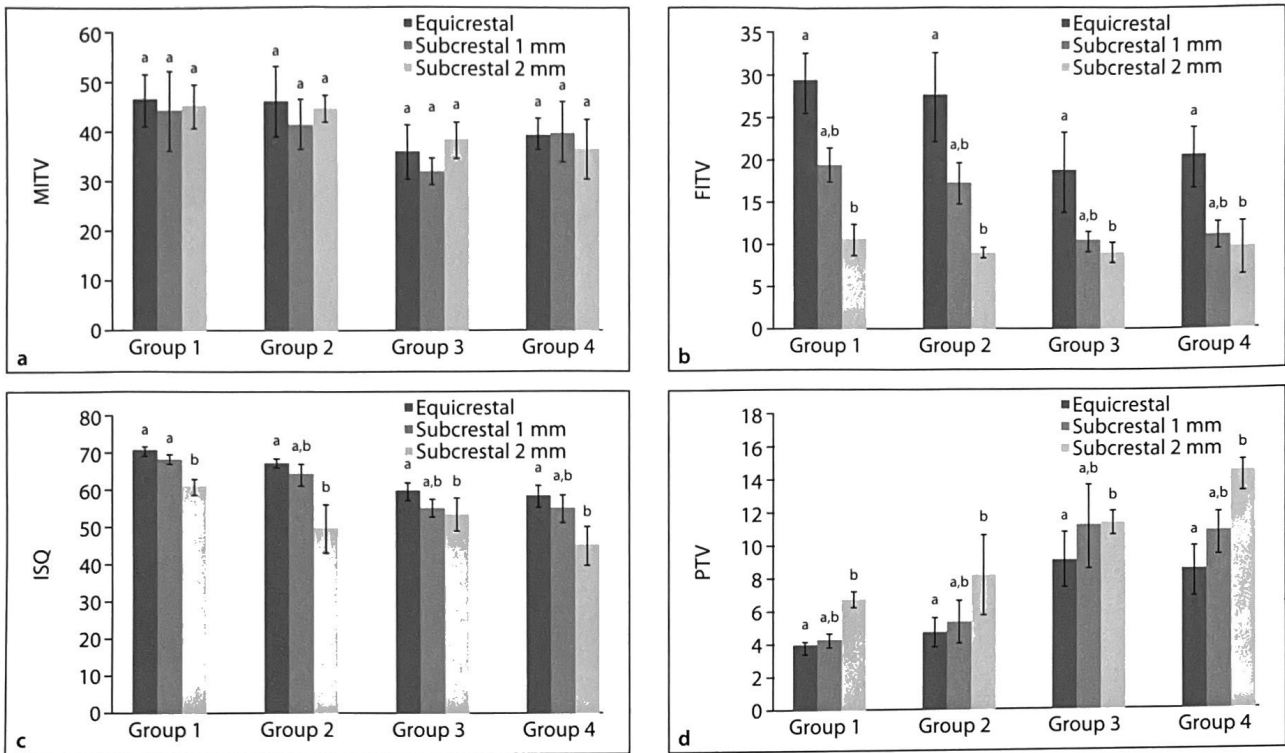 60
50
40
30
20
10
0
MITV
Equicrestal
Subcrestal 1 mm
Subcrestal 2 mm
a a a
a a a
a a a
a a a
Group 1 Group 2 Group 3 Group 4
a
35
30
25
20
15
10
5
0
FITV
Equicrestal
Subcrestal 1 mm
Subcrestal 2 mm
a a,b b
a a,b b
a a,b b
a a,b b
Group 1 Group 2 Group 3 Group 4
b
80
70
60
50
40
30
20
10
0
ISQ
Equicrestal
Subcrestal 1 mm
Subcrestal 2 mm
a a b
a a,b b
a a,b b
a a,b b
Group 1 Group 2 Group 3 Group 4
c
18
16
14
12
10
8
6
4
2
0
PTV
Equicrestal
Subcrestal 1 mm
Subcrestal 2 mm
a a,b b
a a,b b
a a,b b
a a,b b
Group 1 Group 2 Group 3 Group 4
d